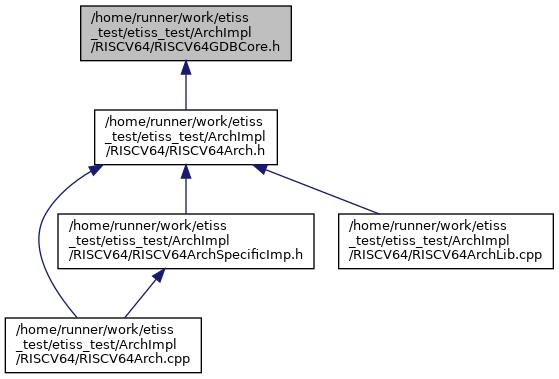 /home/runner/work/etiss
_test/etiss_test/ArchImpl
/RISCV64/RISCV64GDBCore.h
/home/runner/work/etiss
_test/etiss_test/ArchImpl
/RISCV64/RISCV64Arch.h
/home/runner/work/etiss
_test/etiss_test/ArchImpl
/RISCV64/RISCV64ArchSpecificImp.h
/home/runner/work/etiss
_test/etiss_test/ArchImpl
/RISCV64/RISCV64ArchLib.cpp
/home/runner/work/etiss
_test/etiss_test/ArchImpl
/RISCV64/RISCV64Arch.cpp